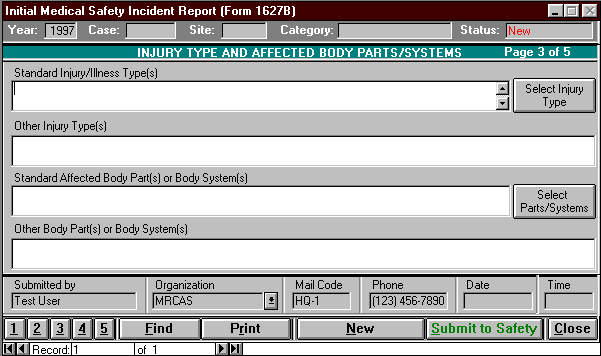 Initial Medical Safety Incident Report (Form 1627B)
Year: 1997 Case: Site: Category: Status: New
INJURY TYPE AND AFFECTED BODY PARTS/SYSTEMS Page 3 of 5
Standard Injury/Illness Type(s)
Select Injury
Type
Other Injury Type(s)
Standard Affected Body Part(s) or Body System(s)
Select
Parts/Systems
Other Body Part(s) or Body System(s)
Submitted by Organization Mail Code Phone Date Time
Test User MRCAS HQ-1 (123) 456-7890
1 2 3 4 5 Find Print New Submit to Safety Close
Record: 1 of 1